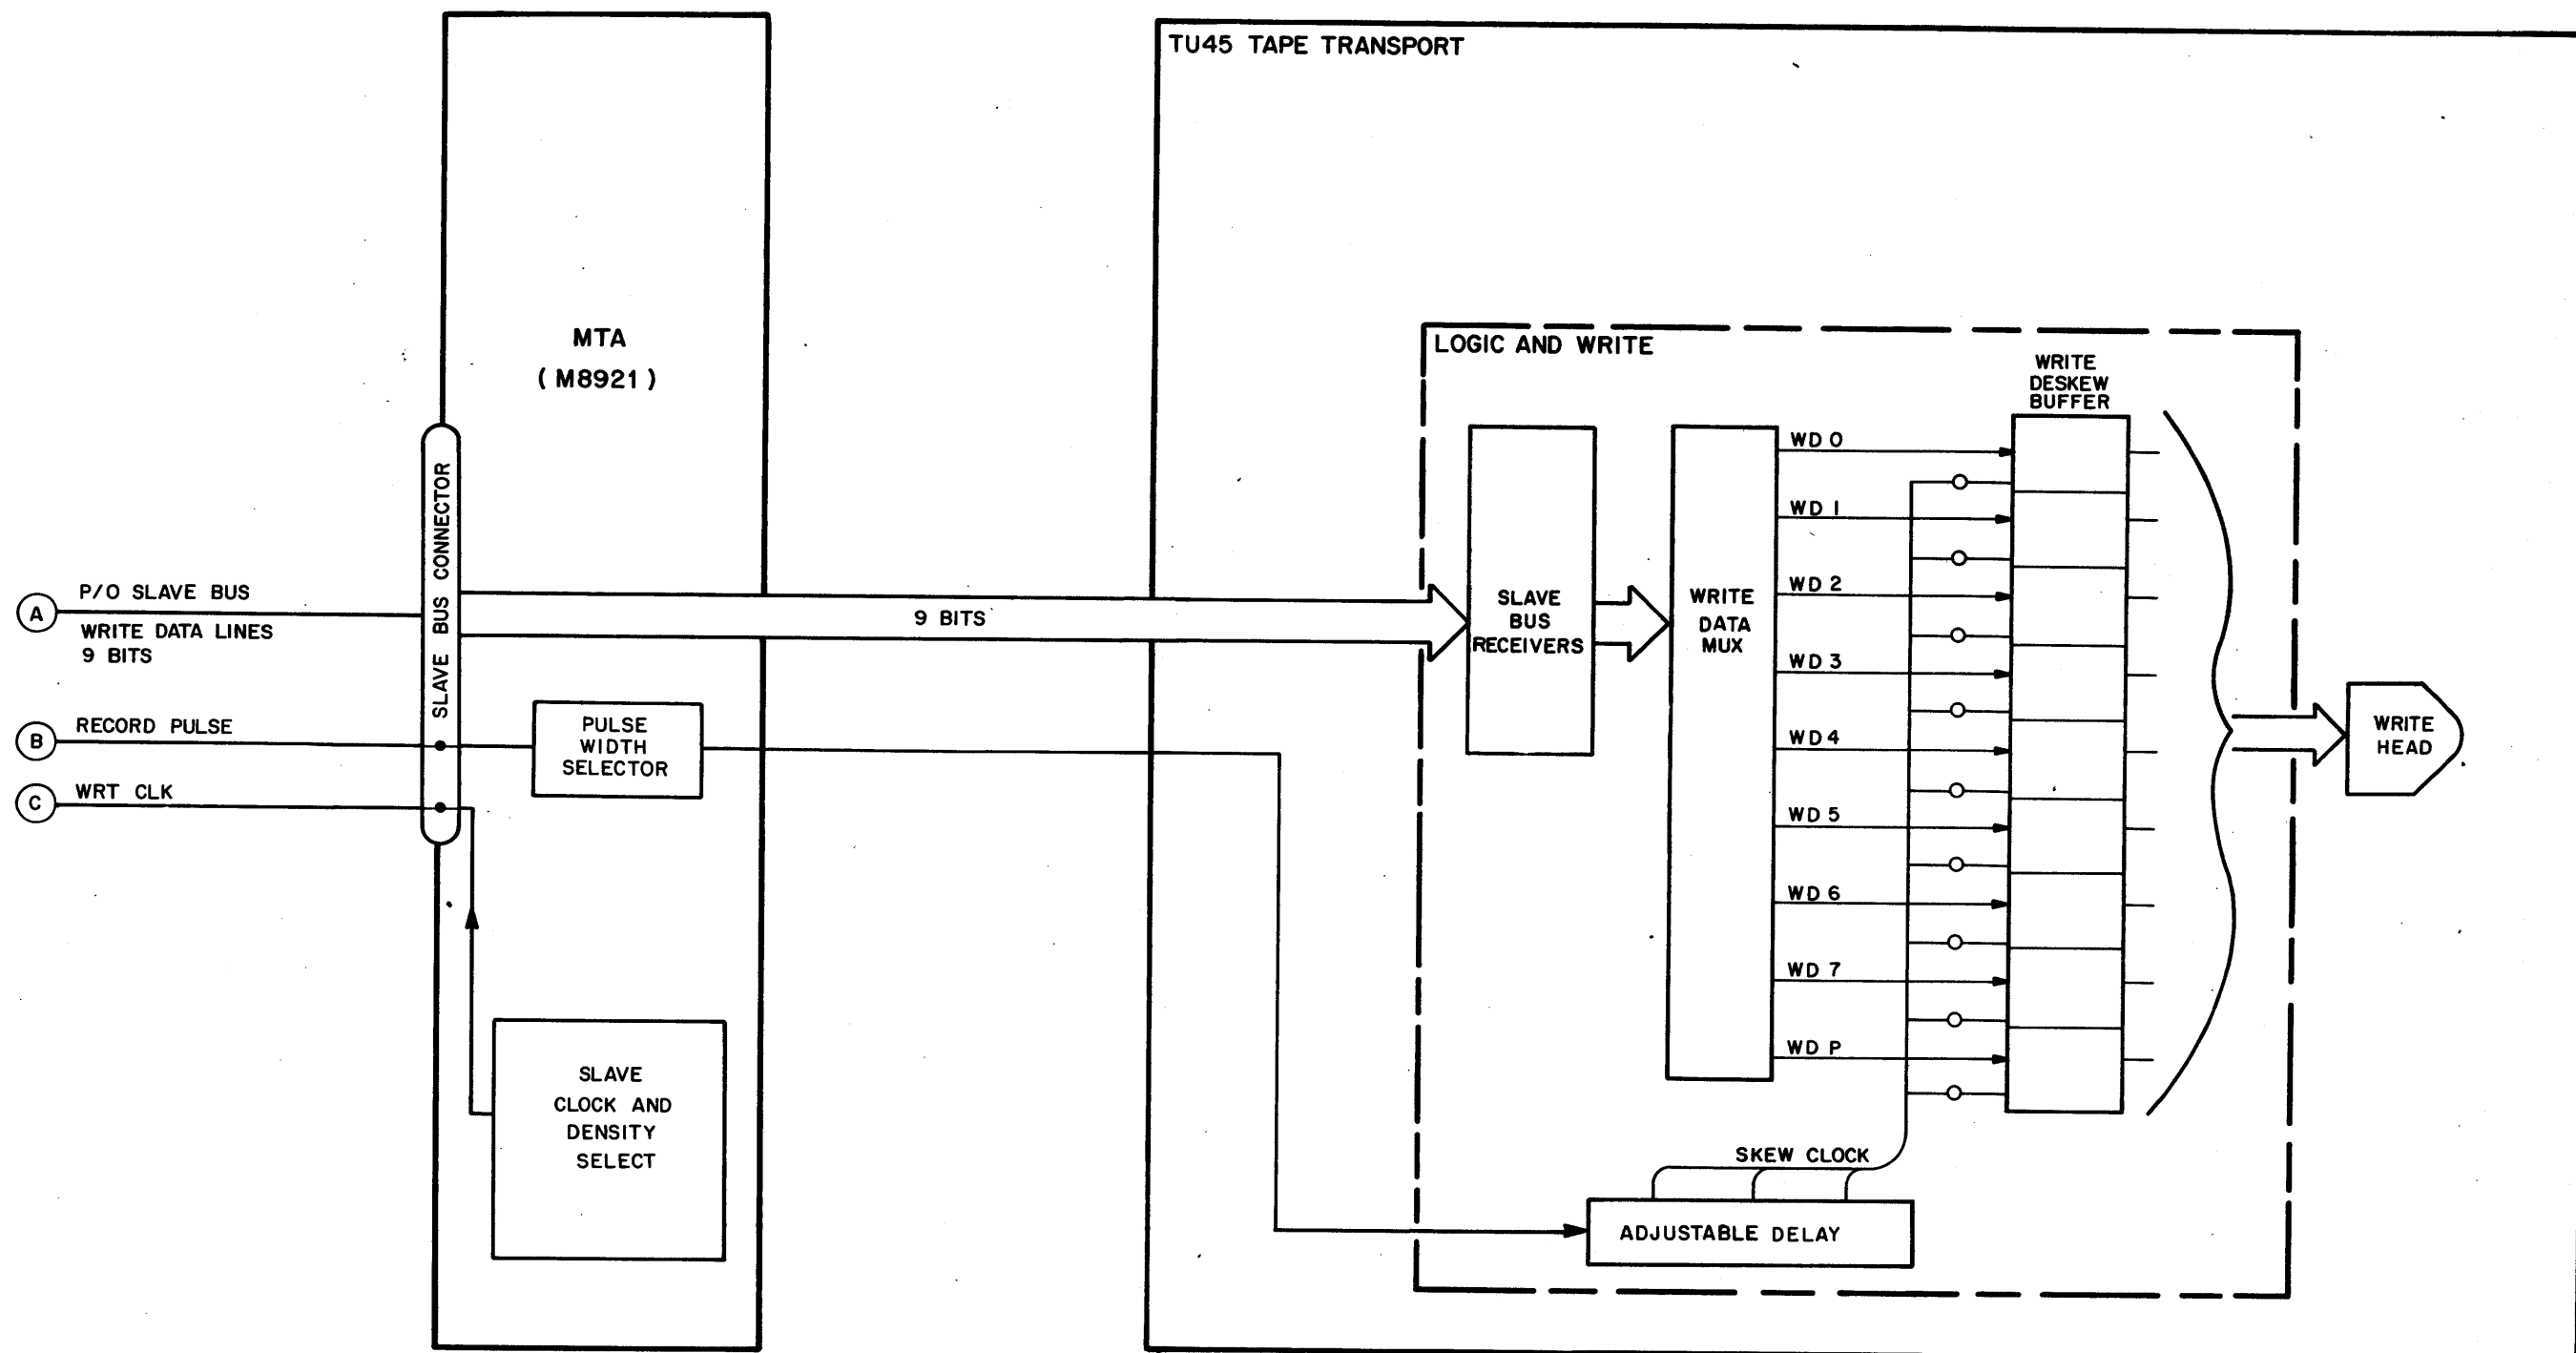 TU45 TAPE TRANSPORT
MTA
(M8921)
LOGIC AND WRITE
WRITE
DESKEW
BUFFER
SLAVE BUS CONNECTOR
A
P/O SLAVE BUS
WRITE DATA LINES
9 BITS
9 BITS
SLAVE
BUS
RECEIVERS
WRITE
DATA
MUX
WD 0
WD 1
WD 2
WD 3
WD 4
WD 5
WD 6
WD 7
WD P
B
RECORD PULSE
PULSE
WIDTH
SELECTOR
C
WRT CLK
WRITE
HEAD
SLAVE
CLOCK AND
DENSITY
SELECT
SKEW CLOCK
ADJUSTABLE DELAY